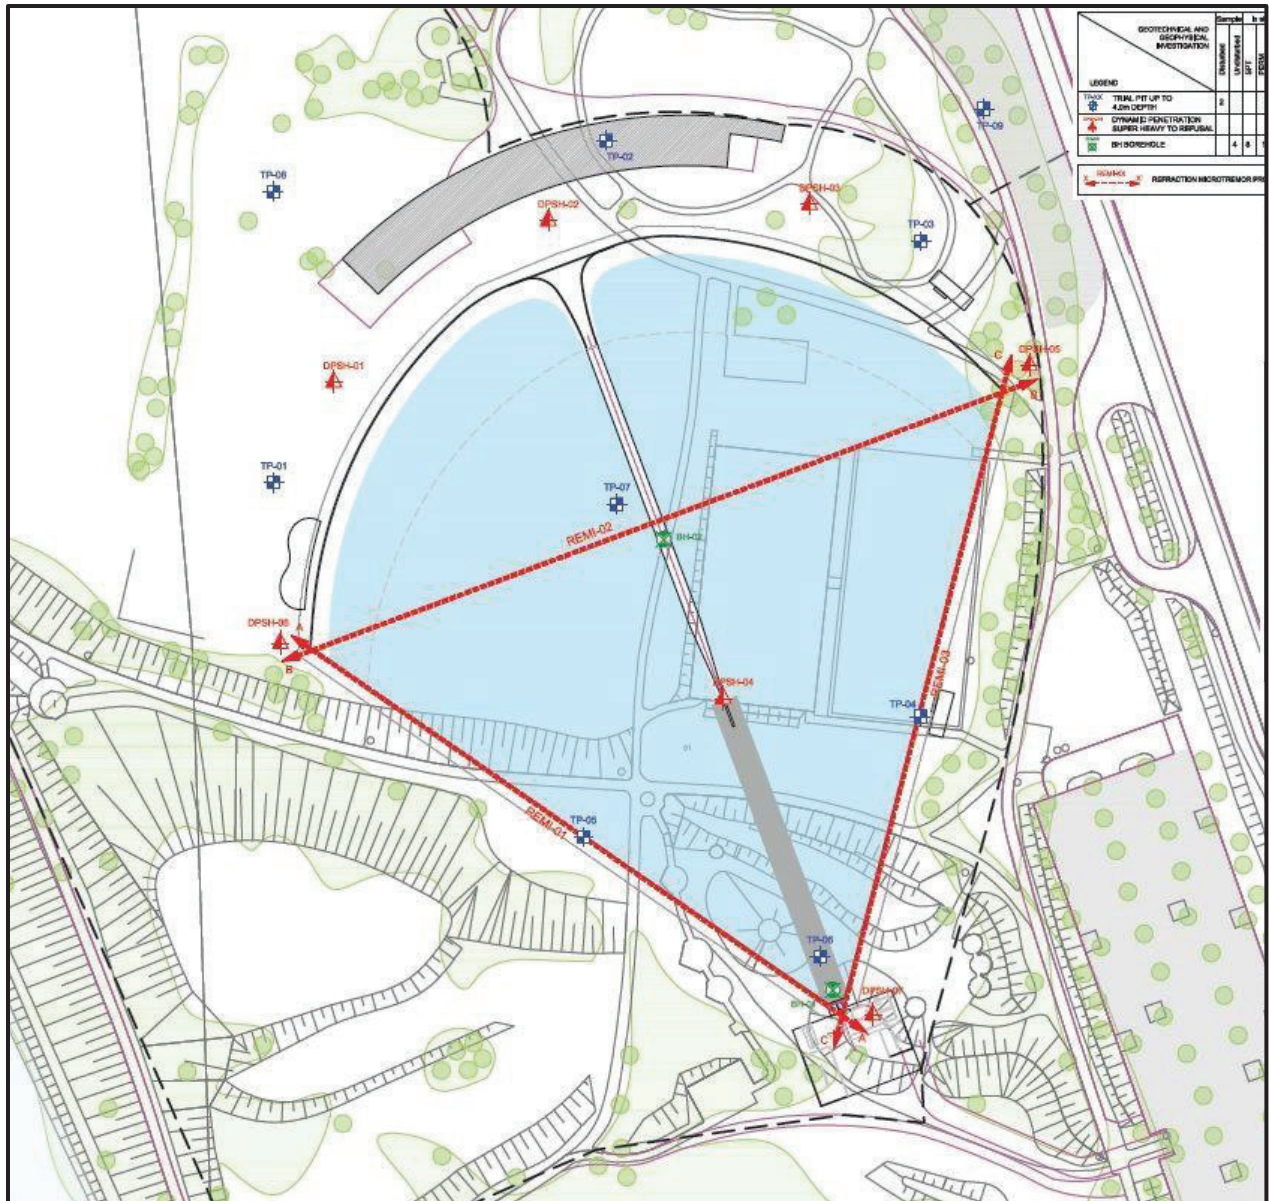 GEOTECHNICAL AND
GEOPHYSICAL
INVESTIGATION
Sample
Disturbed
Undisturbed
SPT
LEGEND
TP-XX
TRIAL PIT UP TO
4.0m DEPTH
2
DYNAMIC PENETRATION
SUPER HEAVY TO REFUSAL
BH BOREHOLE
4 8
X REMI-XX X
REFRACTION MICROTREMOR
TP-09
TP-02
TP-08
DPSH-02
DPSH-03
TP-03
C
DPSH-05
B
DPSH-01
TP-01
TP-07
REMI-02
BH-02
DPSH-06
A
B
DPSH-04
REMI-03
TP-04
REMI-01
TP-05
TP-06
C
A